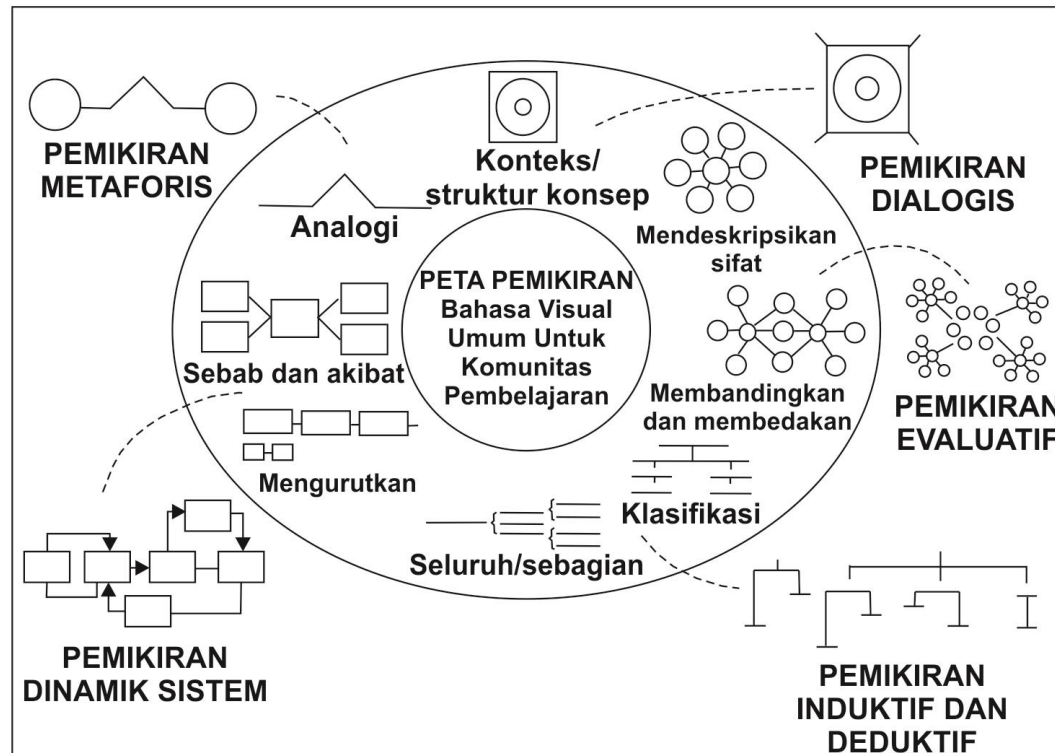 PEMIKIRAN
METAFORIS
Konteks/
struktur konsep
PEMIKIRAN
DIALOGIS
Analogi
Mendeskripsikan
sifat
PETA PEMIKIRAN
Bahasa Visual
Umum Untuk
Komunitas
Pembelajaran
Sebab dan akibat
Membandingkan
dan membedakan
PEMIKIRAN
EVALUATIF
Mengurutkan
Klasifikasi
Seluruh/sebagian
PEMIKIRAN
DINAMIK SISTEM
PEMIKIRAN
INDUKTIF DAN
DEDUKTIF